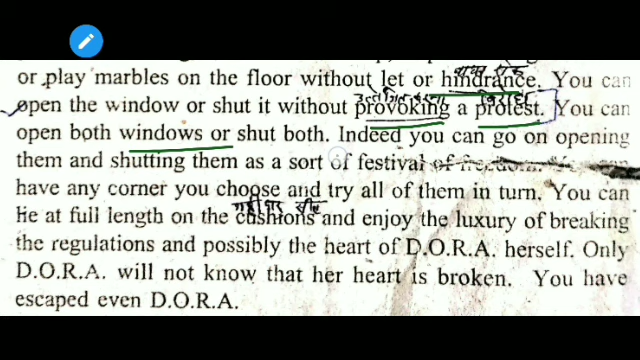 or play marbles on the floor without let or hindrance. You can
उत्तेजित करना विरोध
open the window or shut it without provoking a protest. You can
open both windows or shut both. Indeed you can go on opening
them and shutting them as a sort of festival of freedom.
have any corner you choose and try all of them in turn. You can
lie at full length on the cushions and enjoy the luxury of breaking
the regulations and possibly the heart of D.O.R.A. herself. Only
D.O.R.A. will not know that her heart is broken. You have
escaped even D.O.R.A.